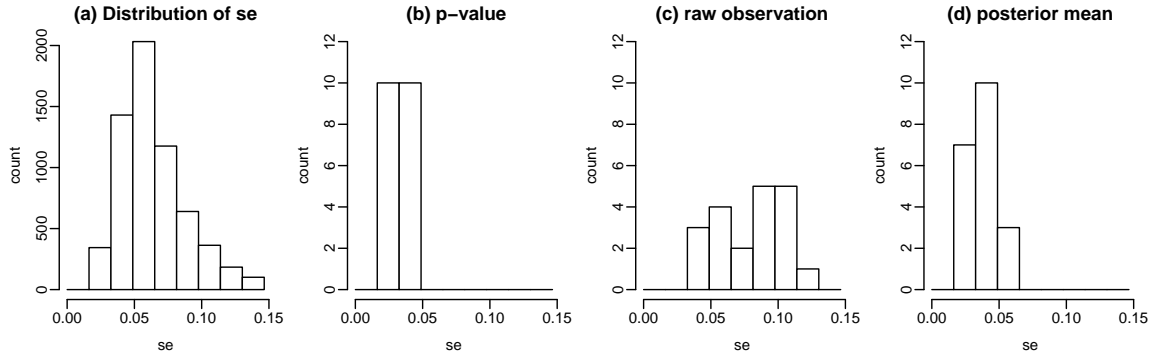 (a) Distribution of se
count
0
500
1000
1500
2000
0.00 0.05 0.10 0.15
se
(b) p−value
count
0
2
4
6
8
10
12
0.00 0.05 0.10 0.15
se
(c) raw observation
count
0
2
4
6
8
10
12
0.00 0.05 0.10 0.15
se
(d) posterior mean
count
0
2
4
6
8
10
12
0.00 0.05 0.10 0.15
se